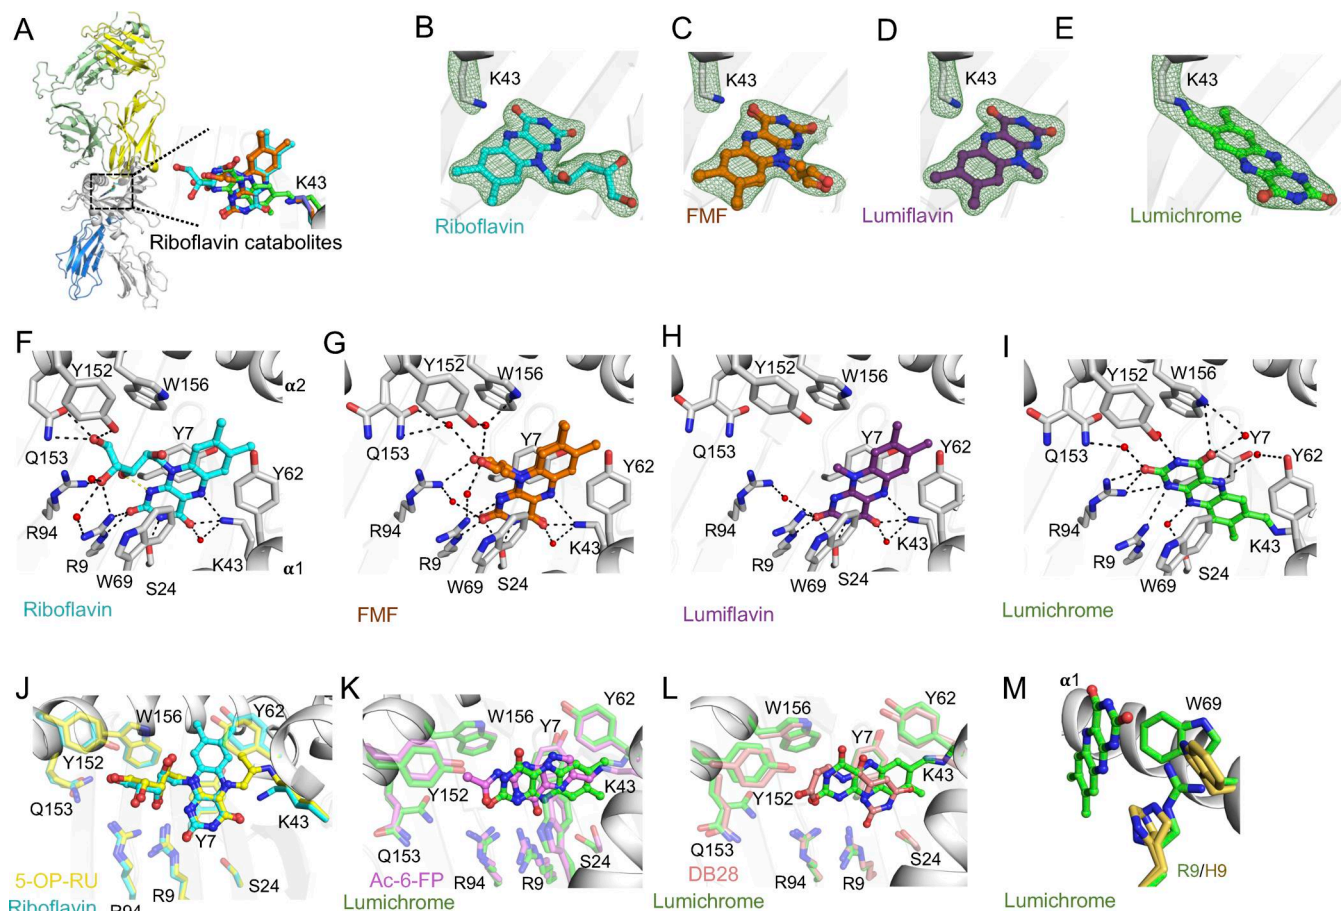 A
K43
Riboflavin catabolites
B
K43
Riboflavin
C
K43
FMF
D
K43
Lumiflavin
E
K43
Lumichrome
F
Y152
W156
α2
Y7
Q153
Y62
R94
R9
W69
S24
K43
α1
Riboflavin
G
Y152
W156
Y7
Q153
Y62
R94
R9
W69
S24
K43
FMF
H
Y152
W156
Y7
Q153
Y62
R94
R9
W69
S24
K43
Lumiflavin
I
Y152
W156
Y7
Q153
Y62
R94
R9
W69
S24
K43
Lumichrome
J
W156
Y62
Y152
Q153
K43
Y7
5-OP-RU
R9
S24
Riboflavin
R94
K
Y62
W156
Y7
Y152
K43
Q153
S24
Ac-6-FP
R94
R9
Lumichrome
L
Y62
W156
Y7
K43
Y152
Q153
S24
DB28
R94
R9
Lumichrome
M
α1
W69
R9/H9
Lumichrome